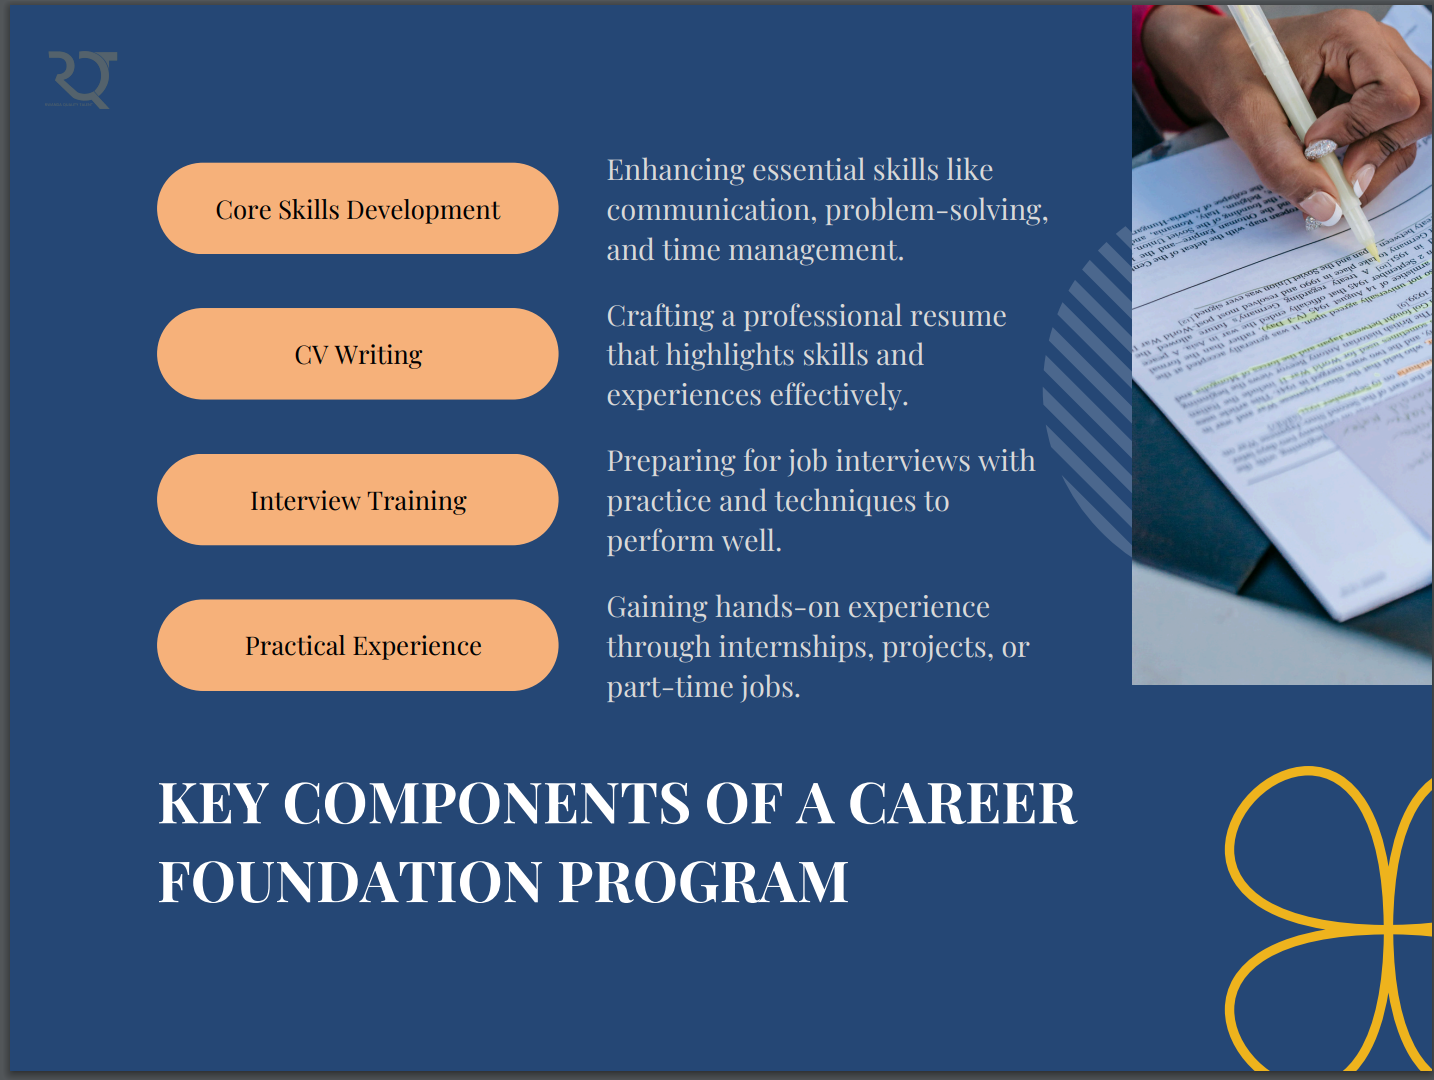 RQT
Core Skills Development
Enhancing essential skills like
communication, problem-solving,
and time management.
CV Writing
Crafting a professional resume
that highlights skills and
experiences effectively.
Interview Training
Preparing for job interviews with
practice and techniques to
perform well.
Practical Experience
Gaining hands-on experience
through internships, projects, or
part-time jobs.
KEY COMPONENTS OF A CAREER
FOUNDATION PROGRAM